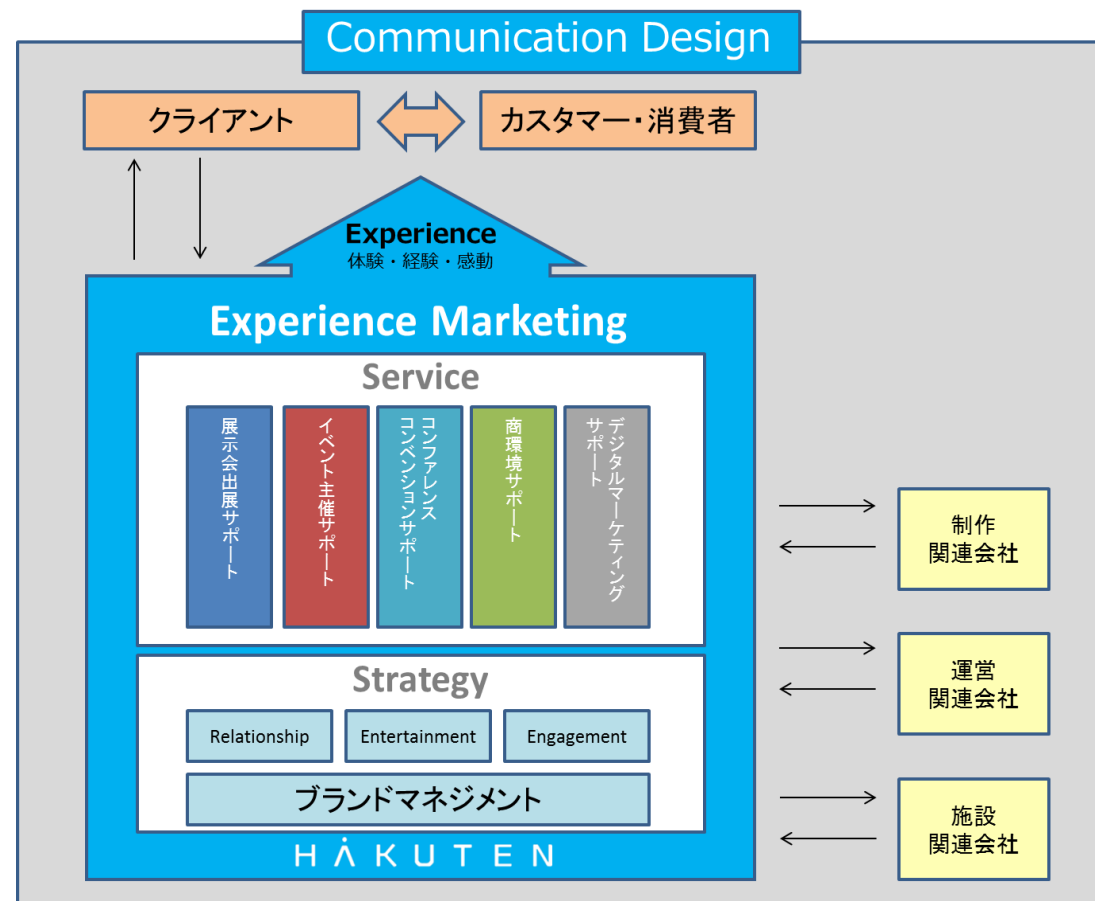 Communication Design
クライアント
カスタマー・消費者
Experience
体験・経験・感動
Experience Marketing
Service
展示会出展サポート
イベント主催サポート
コンファレンス
コンベンションサポート
商環境サポート
デジタルマーケティング
サポート
Strategy
Relationship
Entertainment
Engagement
ブランドマネジメント
HAKUTEN
制作
関連会社
運営
関連会社
施設
関連会社